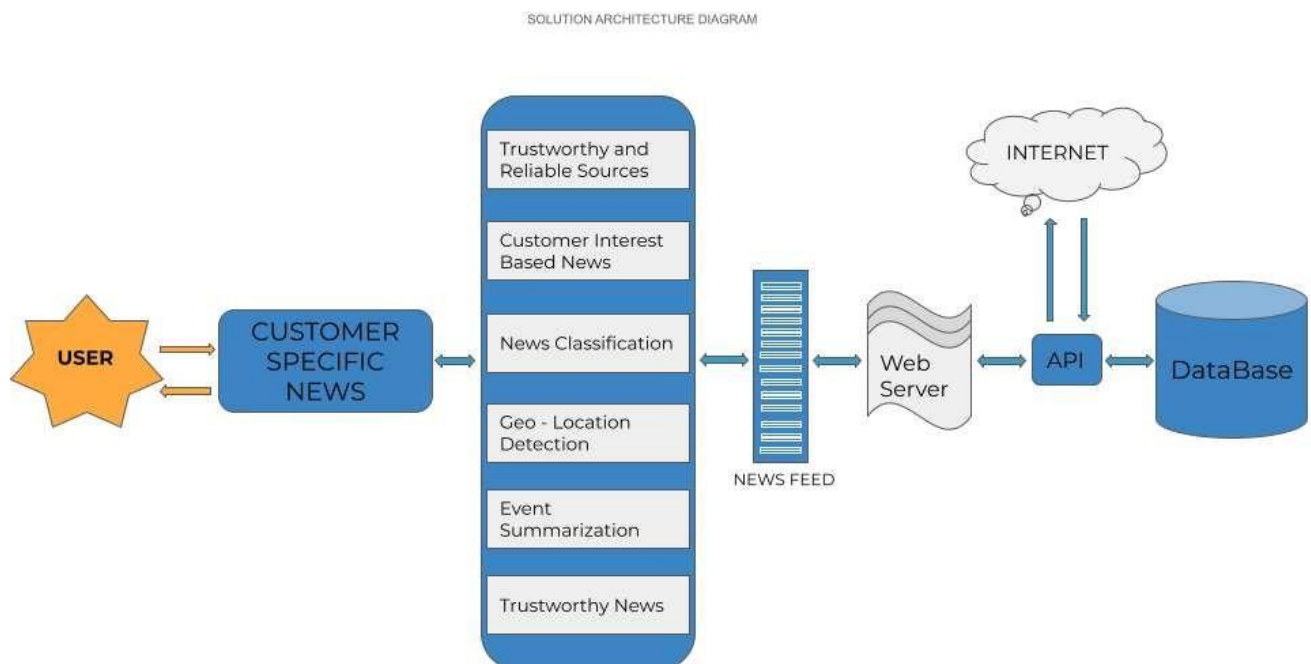 SOLUTION ARCHITECTURE DIAGRAM
USER
CUSTOMER
SPECIFIC
NEWS
Trustworthy and
Reliable Sources
Customer Interest
Based News
News Classification
Geo - Location
Detection
Event
Summarization
Trustworthy News
NEWS FEED
Web
Server
INTERNET
API
DataBase